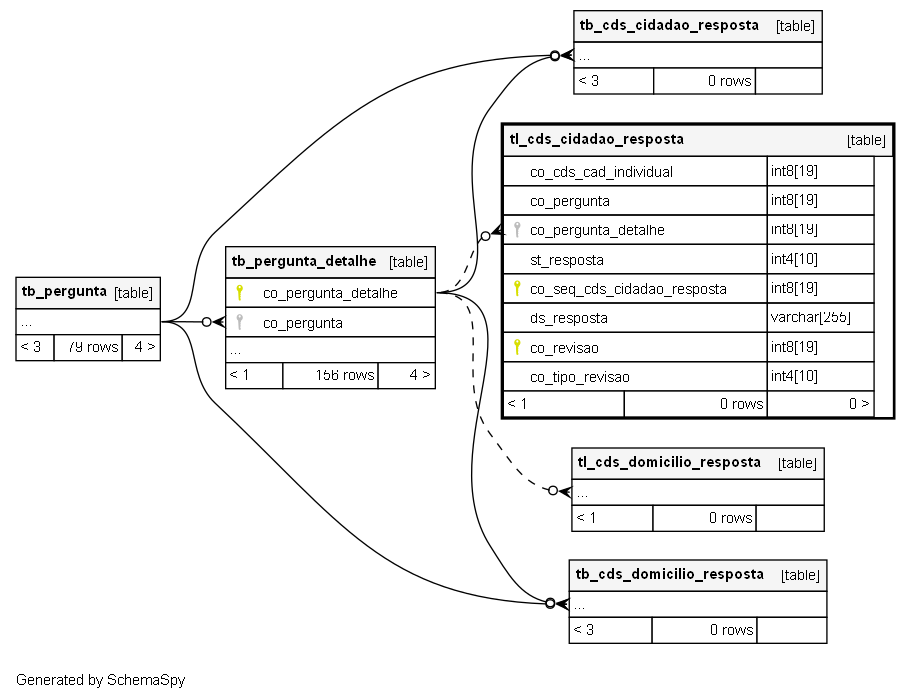 tb_cds_cidadao_resposta [table]
...
< 3 0 rows
tl_cds_cidadao_resposta [table]
co_cds_cad_individual int8[19]
co_pergunta int8[19]
co_pergunta_detalhe int8[19]
st_resposta int4[10]
co_seq_cds_cidadao_resposta int8[19]
ds_resposta varchar[255]
co_revisao int8[19]
co_tipo_revisao int4[10]
< 1 0 rows 0 >
tb_pergunta_detalhe [table]
co_pergunta_detalhe
co_pergunta
...
< 1 156 rows 4 >
tb_pergunta [table]
...
< 3 79 rows 4 >
tl_cds_domicilio_resposta [table]
...
< 1 0 rows
tb_cds_domicilio_resposta [table]
...
< 3 0 rows
Generated by SchemaSpy